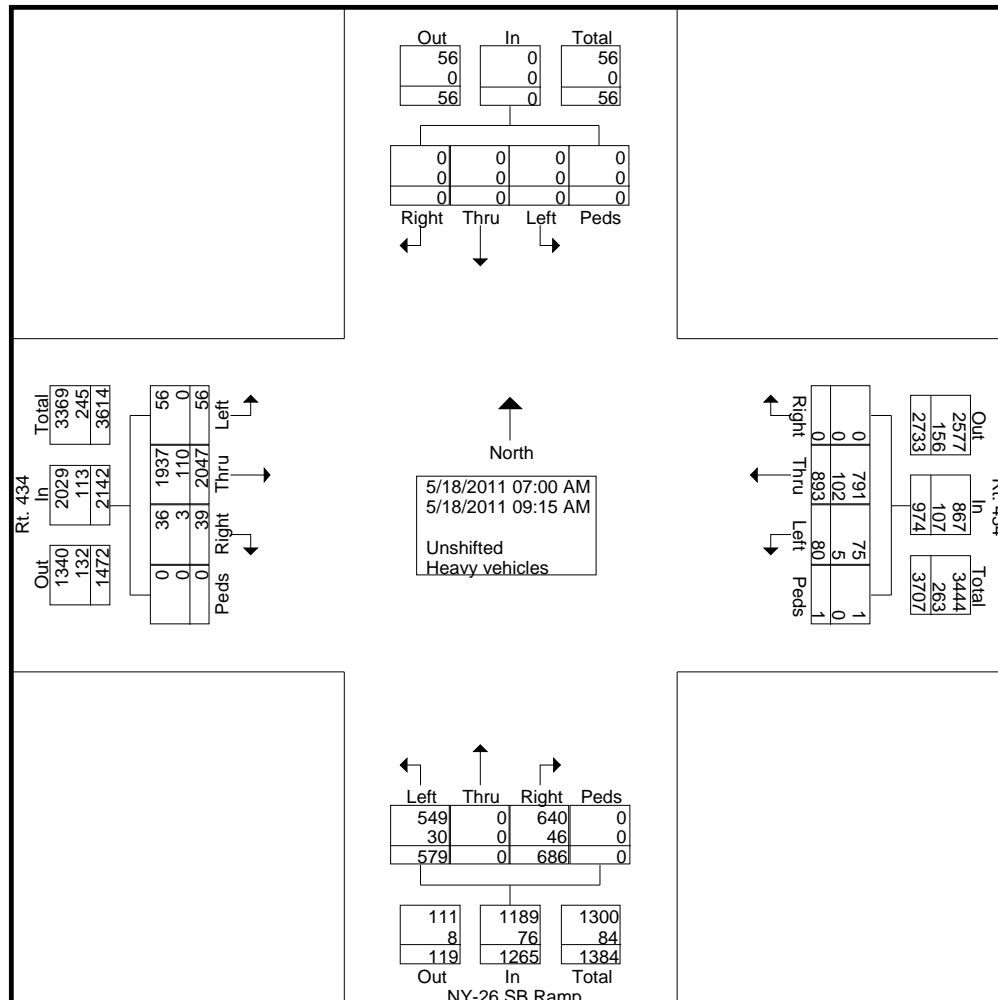 Out In Total
56 0 56
0 0 0
56 0 56
0 0 0 0
0 0 0 0
0 0 0 0
Right Thru Left Peds
Rt. 434
Total In Out
3369 2029 1340
245 113 132
3614 2142 1472
56 1937 36 0
0 110 3 0
56 2047 39 0
Left Thru Right Peds
North
5/18/2011 07:00 AM
5/18/2011 09:15 AM
Unshifted
Heavy vehicles
Right Thru Left Peds
0 791 75 1
0 102 5 0
0 893 80 1
Out In Total
2577 867 3444
156 107 263
2733 974 3707
Left Thru Right Peds
549 0 640 0
30 0 46 0
579 0 686 0
111 1189 1300
8 76 84
119 1265 1384
Out In Total
NY-26 SB Ramp